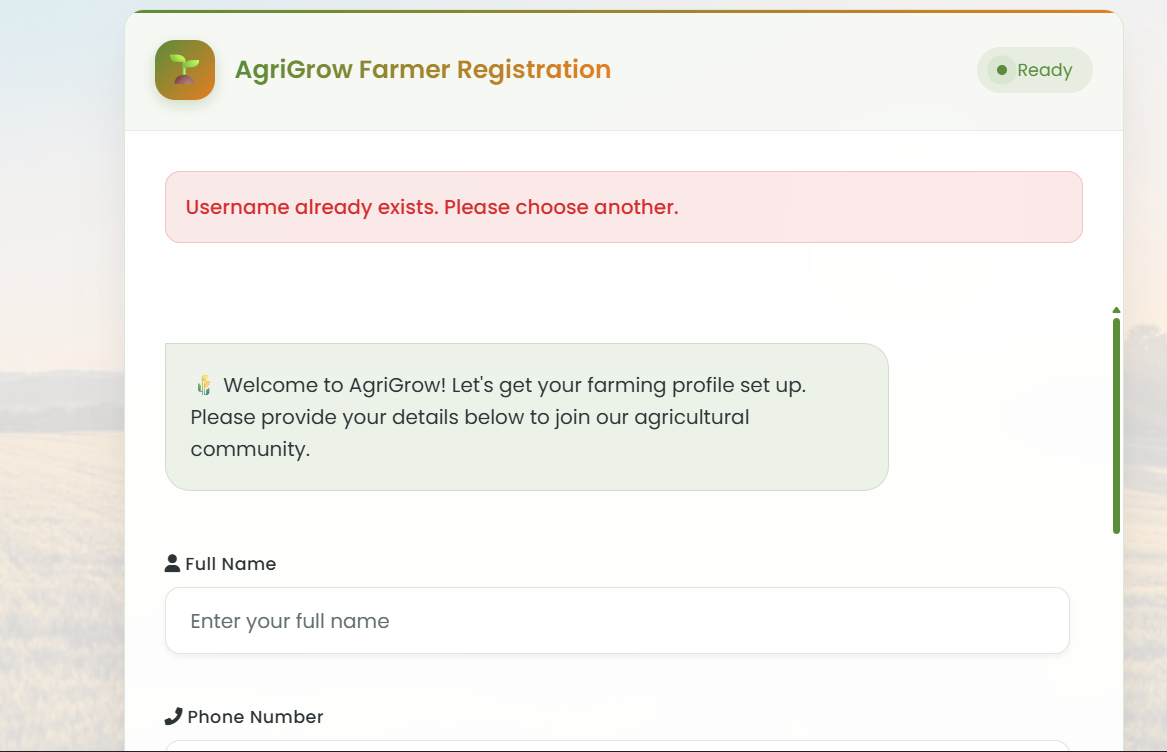 AgriGrow Farmer Registration
Ready
Username already exists. Please choose another.
Welcome to AgriGrow! Let's get your farming profile set up.
Please provide your details below to join our agricultural
community.
Full Name
Enter your full name
Phone Number